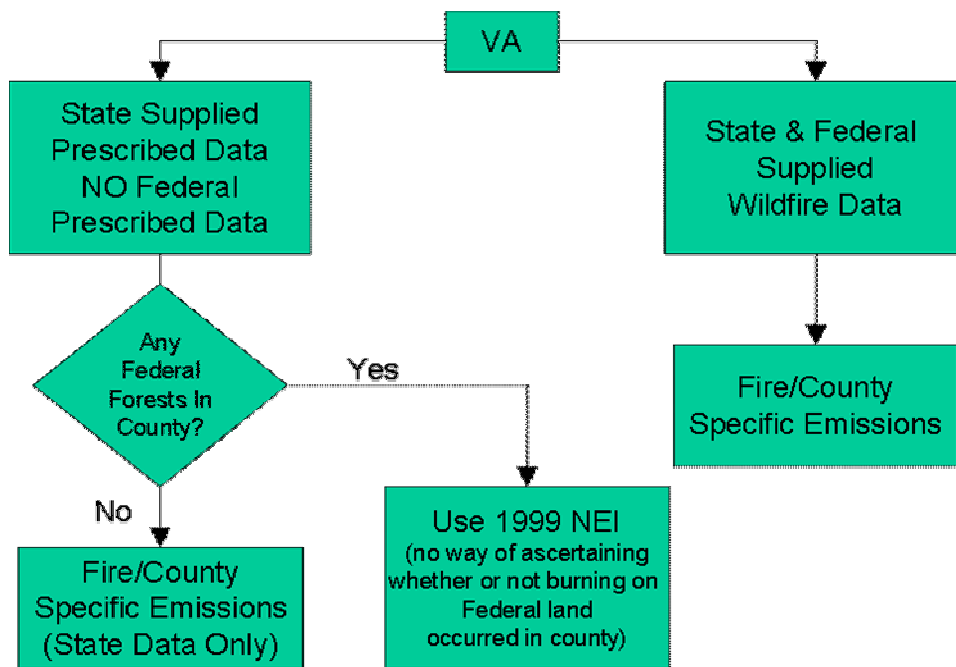 VA
State Supplied
Prescribed Data
NO Federal
Prescribed Data
State & Federal
Supplied
Wildfire Data
Any
Federal
Forests In
County?
Yes
No
Fire/County
Specific Emissions
Use 1999 NEI
(no way of ascertaining
whether or not burning on
Federal land
occurred in county)
Fire/County
Specific Emissions
(State Data Only)